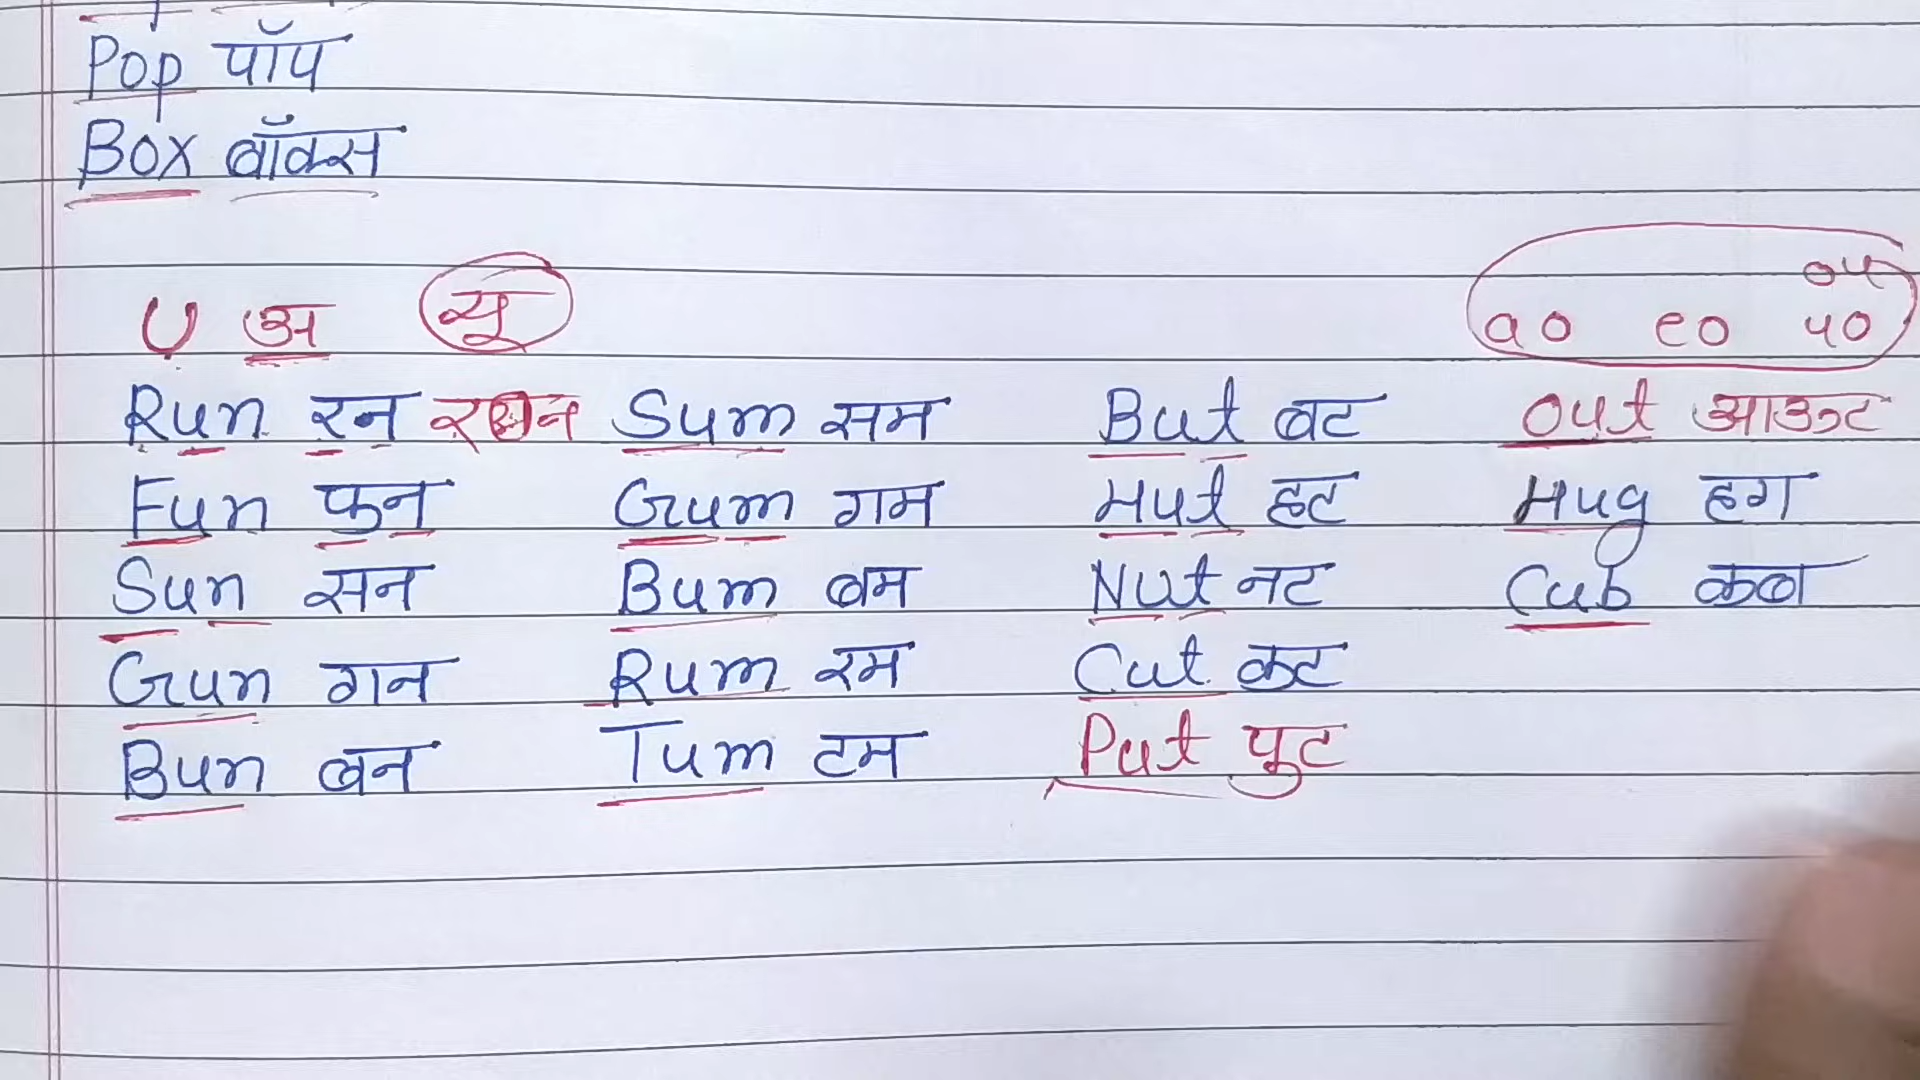 Pop पॉप
Box बॉक्स
ou
U अ यू ao eo uo
Run रन रअन Sum सम But बट Out आऊट
Fun फन Gum गम Hut हट Hug हग
Sun सन Bum बम Nut नट Cub कब
Gun गन Rum रम Cut कट
Bun बन Tum टम Put पूट